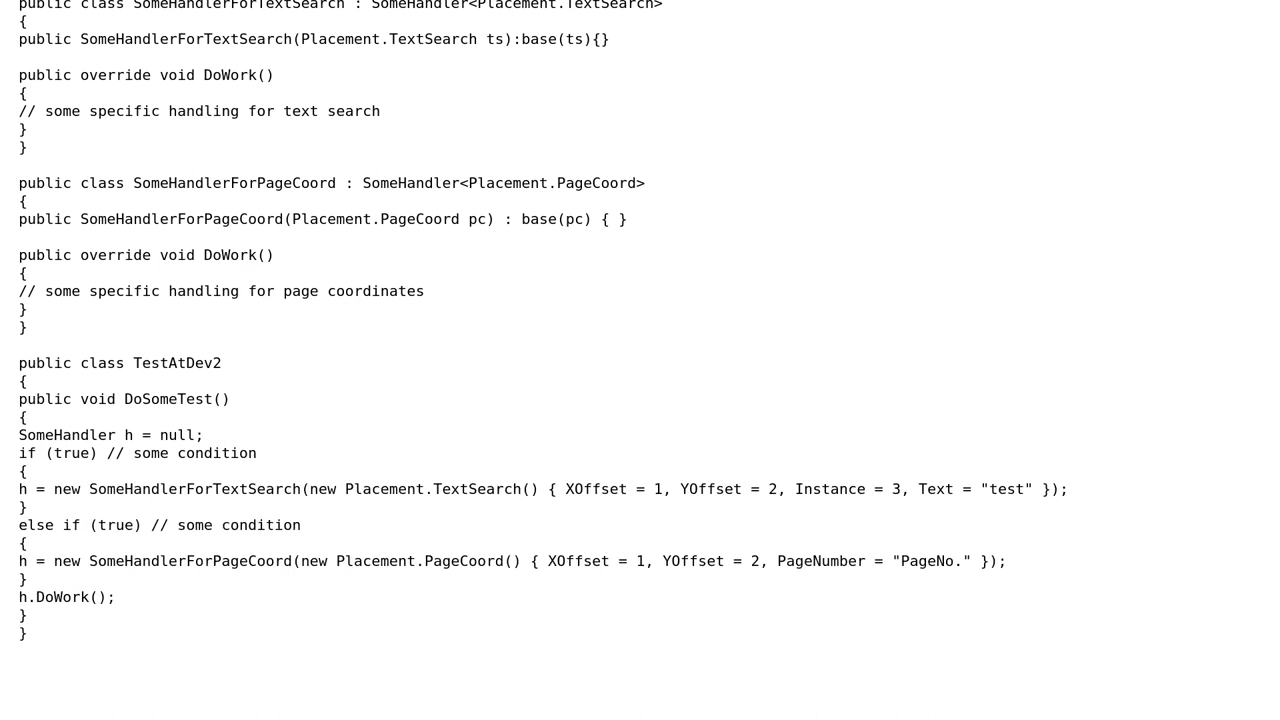 public class SomeHandlerForTextSearch : SomeHandler<Placement.TextSearch>
{
public SomeHandlerForTextSearch(Placement.TextSearch ts):base(ts){}
public override void DoWork()
{
// some specific handling for text search
}
}
public class SomeHandlerForPageCoord : SomeHandler<Placement.PageCoord>
{
public SomeHandlerForPageCoord(Placement.PageCoord pc) : base(pc) { }
public override void DoWork()
{
// some specific handling for page coordinates
}
}
public class TestAtDev2
{
public void DoSomeTest()
{
SomeHandler h = null;
if (true) // some condition
{
h = new SomeHandlerForTextSearch(new Placement.TextSearch() { XOffset = 1, YOffset = 2, Instance = 3, Text = "test" });
}
else if (true) // some condition
{
h = new SomeHandlerForPageCoord(new Placement.PageCoord() { XOffset = 1, YOffset = 2, PageNumber = "PageNo." });
}
h.DoWork();
}
}